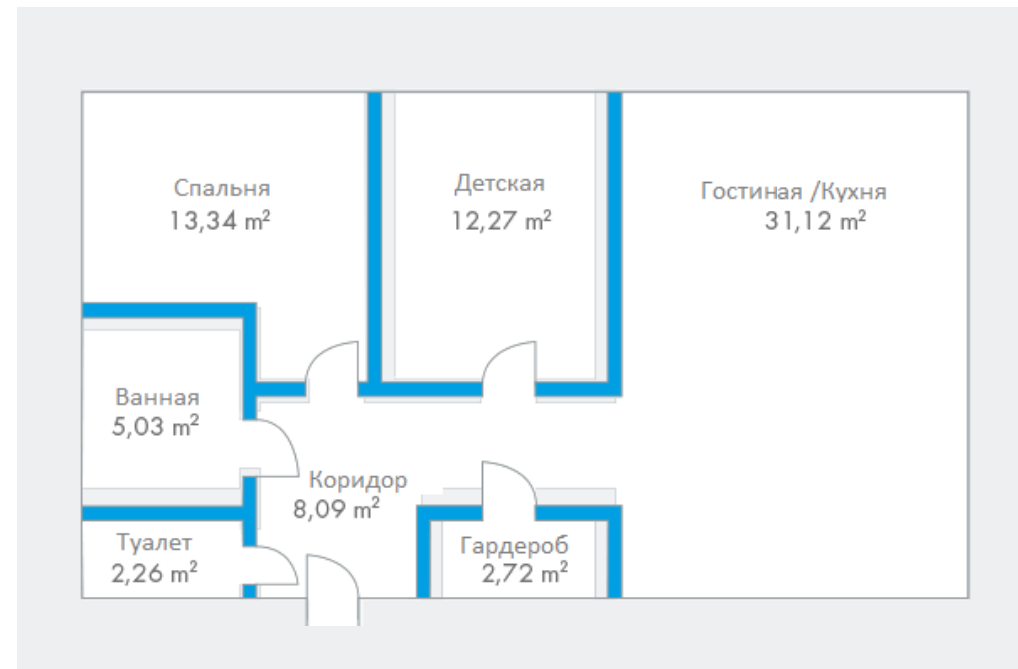 Спальня
13,34 m²
Детская
12,27 m²
Гостиная /Кухня
31,12 m²
Ванная
5,03 m²
Коридор
8,09 m²
Туалет
2,26 m²
Гардероб
2,72 m²